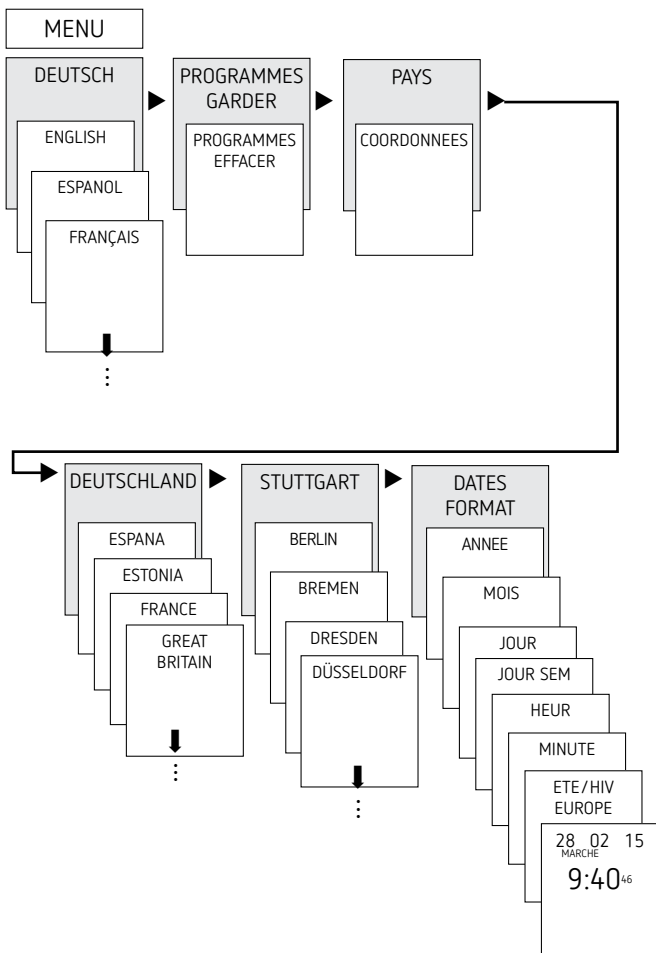 MENU
DEUTSCH
ENGLISH
ESPANOL
FRANÇAIS
⋮
PROGRAMMES
GARDER
PROGRAMMES
EFFACER
PAYS
COORDONNEES
DEUTSCHLAND
ESPANA
ESTONIA
FRANCE
GREAT
BRITAIN
⋮
STUTTGART
BERLIN
BREMEN
DRESDEN
DÜSSELDORF
⋮
DATES
FORMAT
ANNEE
MOIS
JOUR
JOUR SEM
HEUR
MINUTE
ETE/HIV
EUROPE
28 02 15
MARCHE
9:40 46